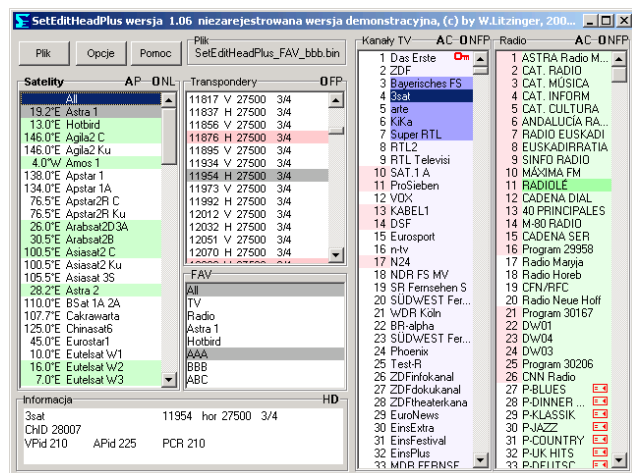 SetEditHeadPlus wersja 1.06 niezarejestrowana wersja demonstracyjna, (c) by W.Litzinger, 200...
Plik
Opcje
Pomoc
Plik
SetEditHeadPlus_FAV_bbb.bin
Satelity AP ONL
All
19.2°E Astra 1
13.0°E Hotbird
146.0°E Agila2 C
146.0°E Agila2 Ku
4.0°W Amos 1
138.0°E Apstar 1
134.0°E Apstar 1A
76.5°E Apstar2R C
76.5°E Apstar2R Ku
26.0°E Arabsat2D3A
30.5°E Arabsat2B
100.5°E Asiasat2 C
100.5°E Asiasat2 Ku
105.5°E Asiasat 3S
28.2°E Astra 2
110.0°E BSat 1A 2A
107.7°E Cakrawarta
125.0°E Chinasat6
45.0°E Eurostar1
10.0°E Eutelsat W1
16.0°E Eutelsat W2
7.0°E Eutelsat W3
Transpondery OFP
11817 V 27500 3/4
11837 H 27500 3/4
11856 V 27500 3/4
11876 H 27500 3/4
11895 V 27500 3/4
11934 V 27500 3/4
11954 H 27500 3/4
11973 V 27500 3/4
11992 H 27500 3/4
12012 V 27500 3/4
12032 H 27500 3/4
12051 V 27500 3/4
12070 H 27500 3/4
FAV
All
TV
Radio
Astra 1
Hotbird
AAA
BBB
ABC
Informacja HD
3sat 11954 hor 27500 3/4
ChID 28007
VPid 210 APid 225 PCR 210
Kanały TV AC ONFP
1 Das Erste
2 ZDF
3 Bayerisches FS
4 3sat
5 arte
6 KiKa
7 Super RTL
8 RTL2
9 RTL Televisi
10 SAT.1 A
11 ProSieben
12 VOX
13 KABEL1
14 DSF
15 Eurosport
16 n-tv
17 N24
18 NDR FS MV
19 SR Fernsehen S
20 SÜDWEST Fer...
21 WDR Köln
22 BR-alpha
23 SÜDWEST Fer...
24 Phoenix
25 Test-R
26 ZDFinfokanal
27 ZDFdokukanal
28 ZDFtheaterkana
29 EuroNews
30 EinsExtra
31 EinsFestival
32 EinsPlus
33 MDR FERNSE
Radio AC ONFP
1 ASTRA Radio M...
2 CAT. RADIO
3 CAT. MÚSICA
4 CAT. INFORM
5 CAT. CULTURA
6 ANDALUCÍA RA...
7 RADIO EUSKADI
8 EUSKADIRRATIA
9 SINFO RADIO
10 MÁXIMA FM
11 RADIOLÉ
12 CADENA DIAL
13 40 PRINCIPALES
14 M-80 RADIO
15 CADENA SER
16 Program 29958
17 Radio Maryja
18 Radio Horeb
19 CFN/RFC
20 Radio Neue Hoff
21 Program 30167
22 DW01
23 DW04
24 DW03
25 Program 30206
26 CNN Radio
27 P-BLUES
28 P-DINNER ...
29 P-KLASSIK
30 P-JAZZ
31 P-COUNTRY
32 P-UK HITS
33 P-DEUTSC